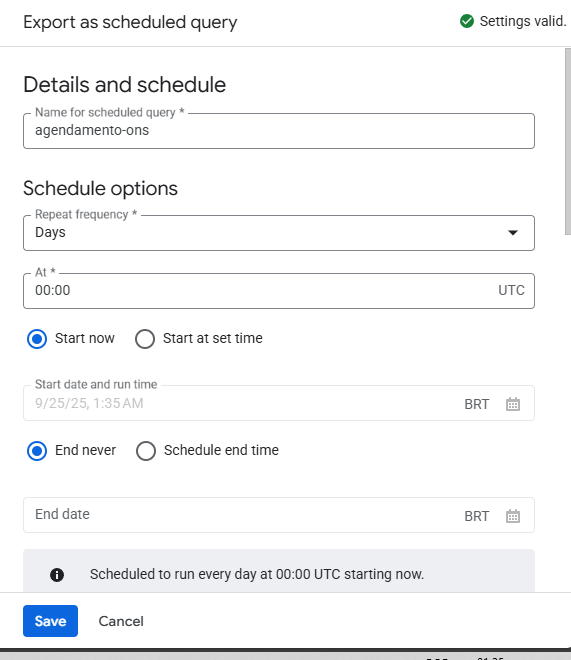 Export as scheduled query
Settings valid.
Details and schedule
Name for scheduled query *
agendamento-ons
Schedule options
Repeat frequency *
Days
At *
00:00 UTC
Start now Start at set time
Start date and run time
9/25/25, 1:35 AM BRT
End never Schedule end time
End date BRT
Scheduled to run every day at 00:00 UTC starting now.
Save Cancel